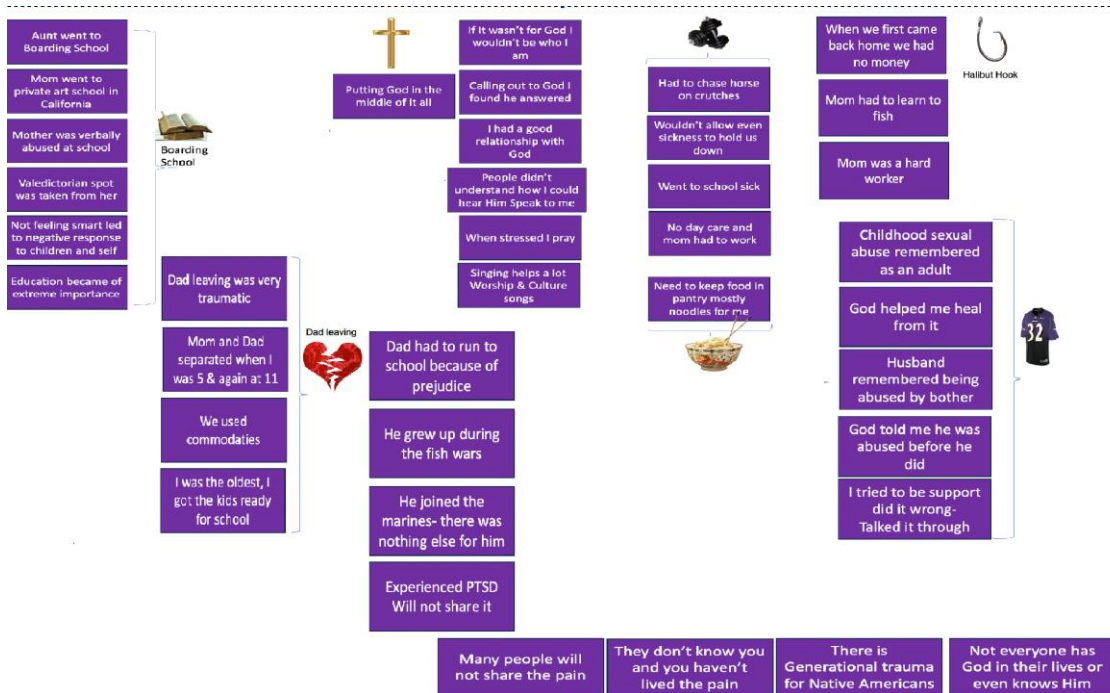 Aunt went to
Boarding School
Mom went to
private art school in
California
Mother was verbally
abused at school
Valedictorian spot
was taken from her
Not feeling smart led
to negative response
to children and self
Education became of
extreme importance
Boarding
School
Dad leaving was very
traumatic
Mom and Dad
separated when I
was 5 & again at 11
We used
commodaties
I was the oldest, I
got the kids ready
for school
Dad leaving
Dad had to run to
school because of
prejudice
He grew up during
the fish wars
He joined the
marines- there was
nothing else for him
Experienced PTSD
Will not share it
Putting God in the
middle of it all
If it wasn't for God I
wouldn't be who I
am
Calling out to God I
found he answered
I had a good
relationship with
God
People didn't
understand how I could
hear Him Speak to me
When stressed I pray
Singing helps a lot
Worship & Culture
songs
Had to chase horse
on crutches
Wouldn't allow even
sickness to hold us
down
Went to school sick
No day care and
mom had to work
Need to keep food in
pantry mostly
noodles for me
When we first came
back home we had
no money
Mom had to learn to
fish
Mom was a hard
worker
Halibut Hook
Childhood sexual
abuse remembered
as an adult
God helped me heal
from it
Husband
remembered being
abused by bother
God told me he was
abused before he
did
I tried to be support
did it wrong-
Talked it through
32
Many people will
not share the pain
They don't know you
and you haven't
lived the pain
There is
Generational trauma
for Native Americans
Not everyone has
God in their lives or
even knows Him